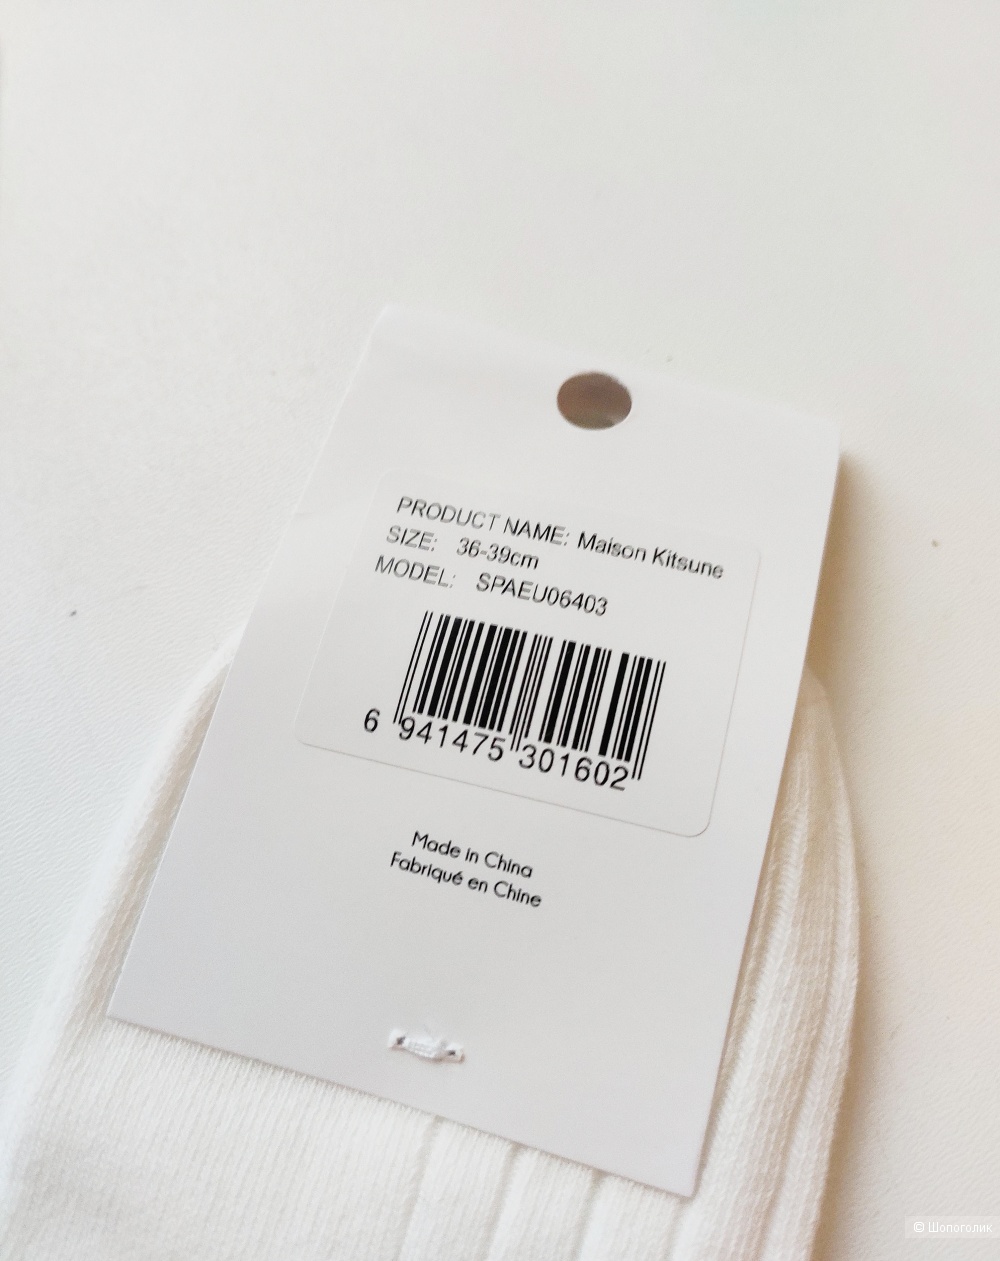 PRODUCT NAME: Maison Kitsune
SIZE: 36-39cm
MODEL: SPAEU06403
6 941475 301602
Made in China
Fabriqué en Chine
© Шопоголик